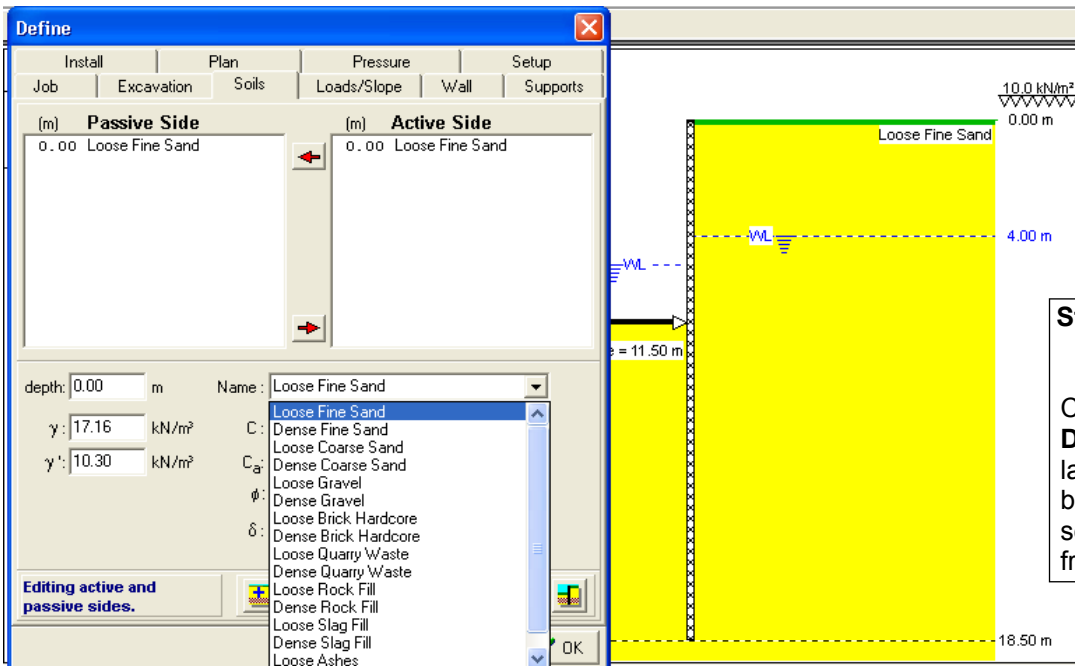 Define
Install Plan Pressure Setup
Job Excavation Soils Loads/Slope Wall Supports
(m) Passive Side (m) Active Side
0.00 Loose Fine Sand 0.00 Loose Fine Sand
depth: 0.00 m Name : Loose Fine Sand
γ : 17.16 kN/m³ C :
γ ': 10.30 kN/m³ Ca:
ϕ :
δ :
Loose Fine Sand
Dense Fine Sand
Loose Coarse Sand
Dense Coarse Sand
Loose Gravel
Dense Gravel
Loose Brick Hardcore
Dense Brick Hardcore
Loose Quarry Waste
Dense Quarry Waste
Loose Rock Fill
Dense Rock Fill
Loose Slag Fill
Dense Slag Fill
Loose Ashes
Editing active and
passive sides.
OK
10.0 kN/m²
0.00 m
Loose Fine Sand
WL 4.00 m
WL
e = 11.50 m
18.50 m